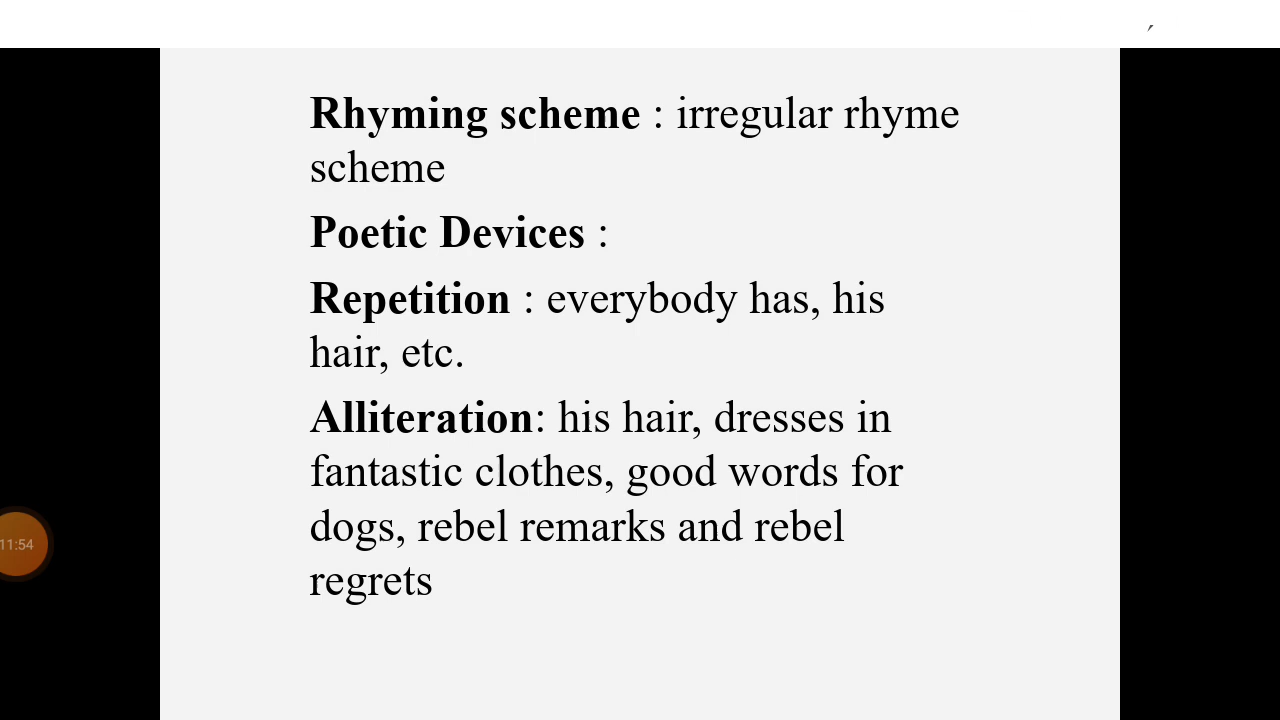 Rhyming scheme : irregular rhyme
scheme
Poetic Devices :
Repetition : everybody has, his
hair, etc.
Alliteration: his hair, dresses in
fantastic clothes, good words for
dogs, rebel remarks and rebel
regrets
11:54